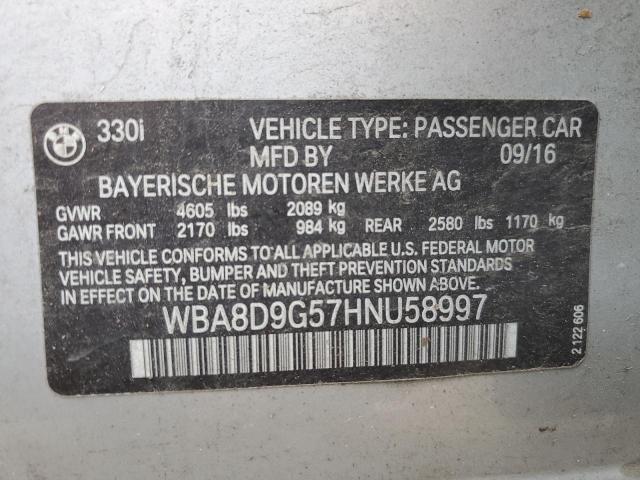 330i VEHICLE TYPE: PASSENGER CAR
MFD BY 09/16
BAYERISCHE MOTOREN WERKE AG
GVWR 4605 lbs 2089 kg
GAWR FRONT 2170 lbs 984 kg REAR 2580 lbs 1170 kg
THIS VEHICLE CONFORMS TO ALL APPLICABLE U.S. FEDERAL MOTOR
VEHICLE SAFETY, BUMPER AND THEFT PREVENTION STANDARDS
IN EFFECT ON THE DATE OF MANUFACTURE SHOWN ABOVE.
WBA8D9G57HNU58997
2 122 606